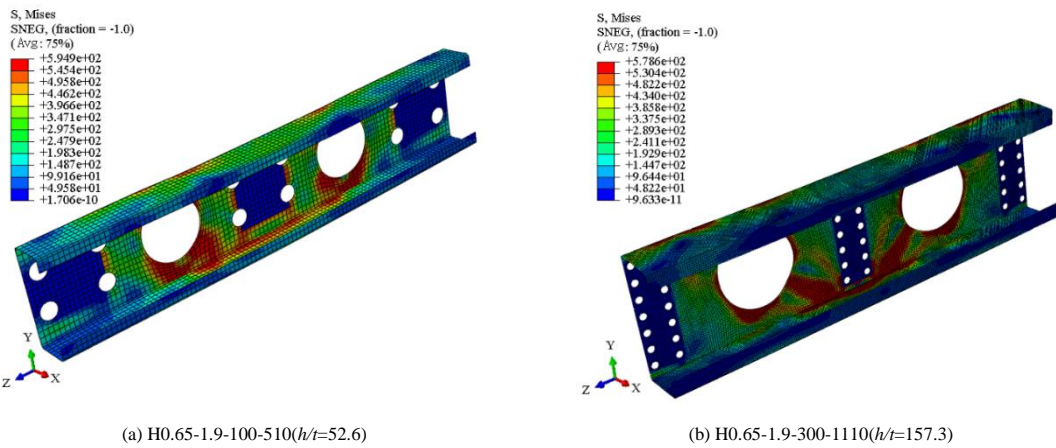 S, Mises
SNEG, (fraction = -1.0)
(Avg: 75%)
+5.949e+02
+5.454e+02
+4.958e+02
+4.462e+02
+3.966e+02
+3.471e+02
+2.975e+02
+2.479e+02
+1.983e+02
+1.487e+02
+9.916e+01
+4.958e+01
+1.706e-10
Y
Z
X
(a) H0.65-1.9-100-510(h/t=52.6)
S, Mises
SNEG, (fraction = -1.0)
(Avg: 75%)
+5.786e+02
+5.304e+02
+4.822e+02
+4.340e+02
+3.858e+02
+3.375e+02
+2.893e+02
+2.411e+02
+1.929e+02
+1.447e+02
+9.644e+01
+4.822e+01
+9.633e-11
Y
Z
X
(b) H0.65-1.9-300-1110(h/t=157.3)